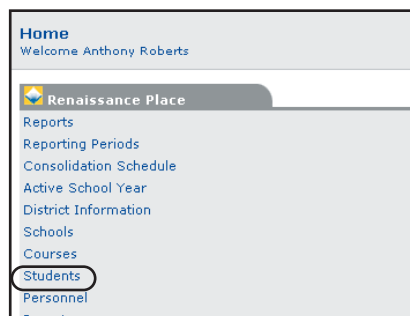 Home
Welcome Anthony Roberts
Renaissance Place
Reports
Reporting Periods
Consolidation Schedule
Active School Year
District Information
Schools
Courses
Students
Personnel